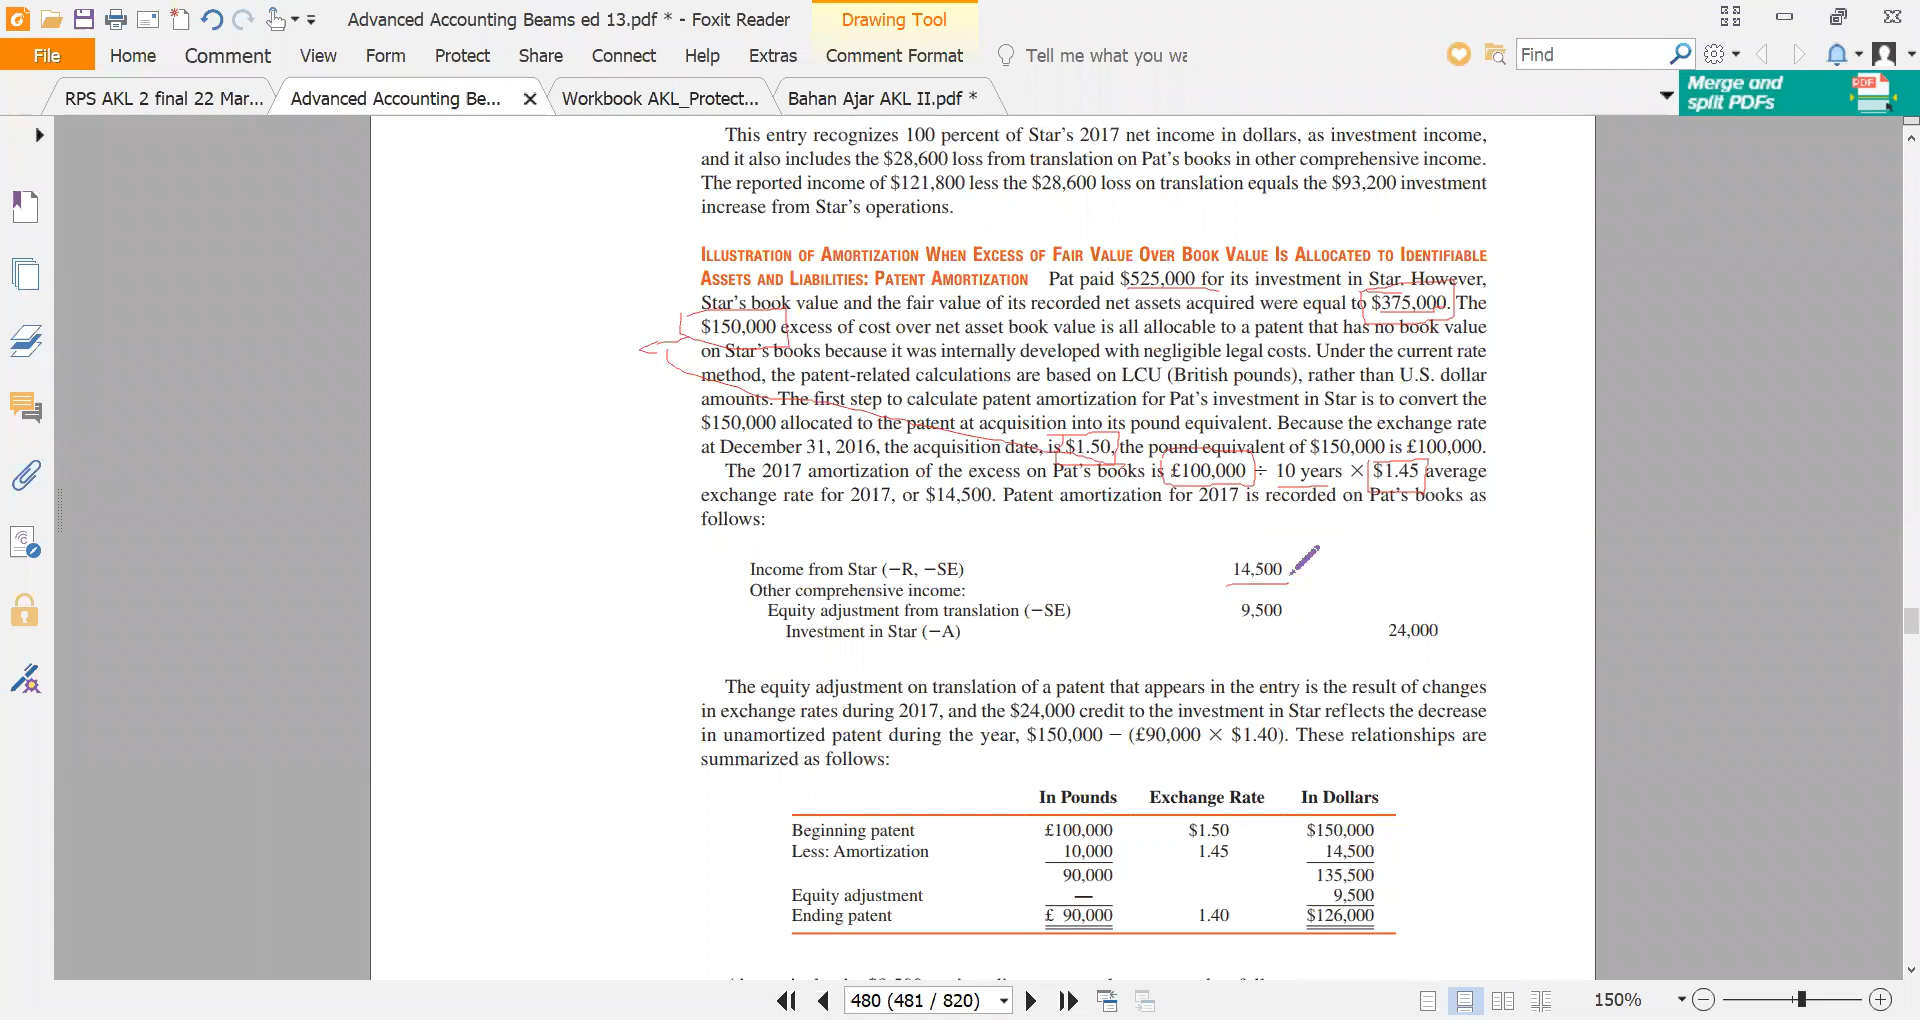 Advanced Accounting Beams ed 13.pdf * - Foxit Reader
Drawing Tool
File
Home
Comment
View
Form
Protect
Share
Connect
Help
Extras
Comment Format
Tell me what you wa
Find
RPS AKL 2 final 22 Mar...
Advanced Accounting Be...
Workbook AKL_Protect...
Bahan Ajar AKL II.pdf *
Merge and
split PDFs
PDF
This entry recognizes 100 percent of Star's 2017 net income in dollars, as investment income,
and it also includes the $28,600 loss from translation on Pat's books in other comprehensive income.
The reported income of $121,800 less the $28,600 loss on translation equals the $93,200 investment
increase from Star's operations.
ILLUSTRATION OF AMORTIZATION WHEN EXCESS OF FAIR VALUE OVER BOOK VALUE IS ALLOCATED TO IDENTIFIABLE
ASSETS AND LIABILITIES: PATENT AMORTIZATION Pat paid $525,000 for its investment in Star. However,
Star's book value and the fair value of its recorded net assets acquired were equal to $375,000. The
$150,000 excess of cost over net asset book value is all allocable to a patent that has no book value
on Star's books because it was internally developed with negligible legal costs. Under the current rate
method, the patent-related calculations are based on LCU (British pounds), rather than U.S. dollar
amounts. The first step to calculate patent amortization for Pat's investment in Star is to convert the
$150,000 allocated to the patent at acquisition into its pound equivalent. Because the exchange rate
at December 31, 2016, the acquisition date, is $1.50, the pound equivalent of $150,000 is £100,000.
The 2017 amortization of the excess on Pat's books is £100,000 ÷ 10 years × $1.45 average
exchange rate for 2017, or $14,500. Patent amortization for 2017 is recorded on Pat's books as
follows:
Income from Star (−R, −SE) 14,500
Other comprehensive income:
Equity adjustment from translation (−SE) 9,500
Investment in Star (−A) 24,000
The equity adjustment on translation of a patent that appears in the entry is the result of changes
in exchange rates during 2017, and the $24,000 credit to the investment in Star reflects the decrease
in unamortized patent during the year, $150,000 − (£90,000 × $1.40). These relationships are
summarized as follows:
In Pounds Exchange Rate In Dollars
Beginning patent £100,000 $1.50 $150,000
Less: Amortization 10,000 1.45 14,500
90,000 135,500
Equity adjustment — 9,500
Ending patent £ 90,000 1.40 $126,000
480 (481 / 820)
150%